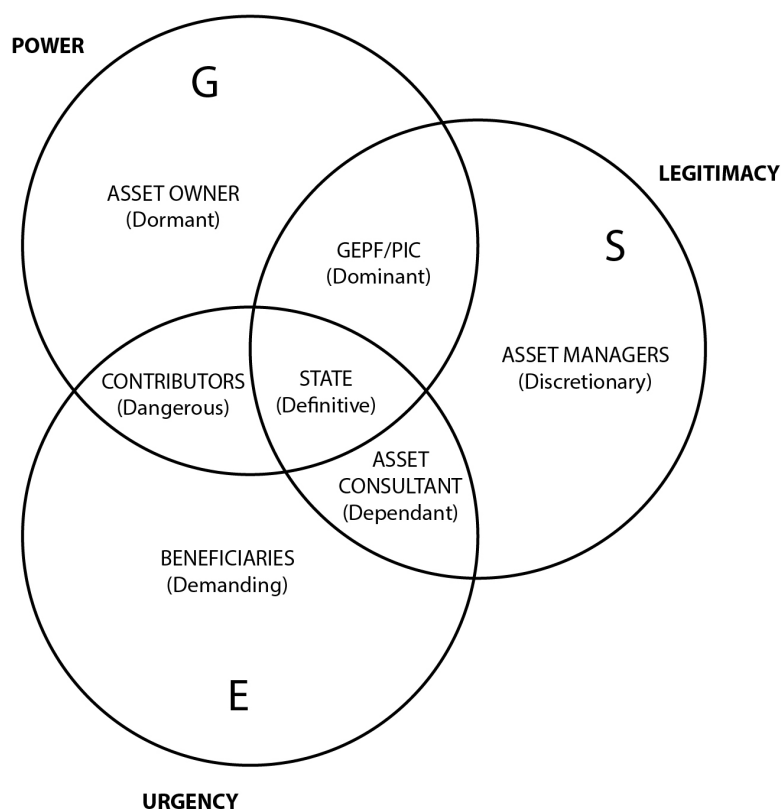 POWER
G
LEGITIMACY
ASSET OWNER
(Dormant)
S
GEPF/PIC
(Dominant)
ASSET MANAGERS
(Discretionary)
CONTRIBUTORS
(Dangerous)
STATE
(Definitive)
ASSET
CONSULTANT
(Dependant)
BENEFICIARIES
(Demanding)
E
URGENCY